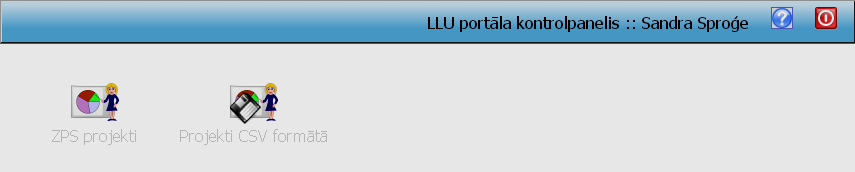 LLU portāla kontrolpanelis :: Sandra Sproģe
ZPS projekti
Projekti CSV formātā